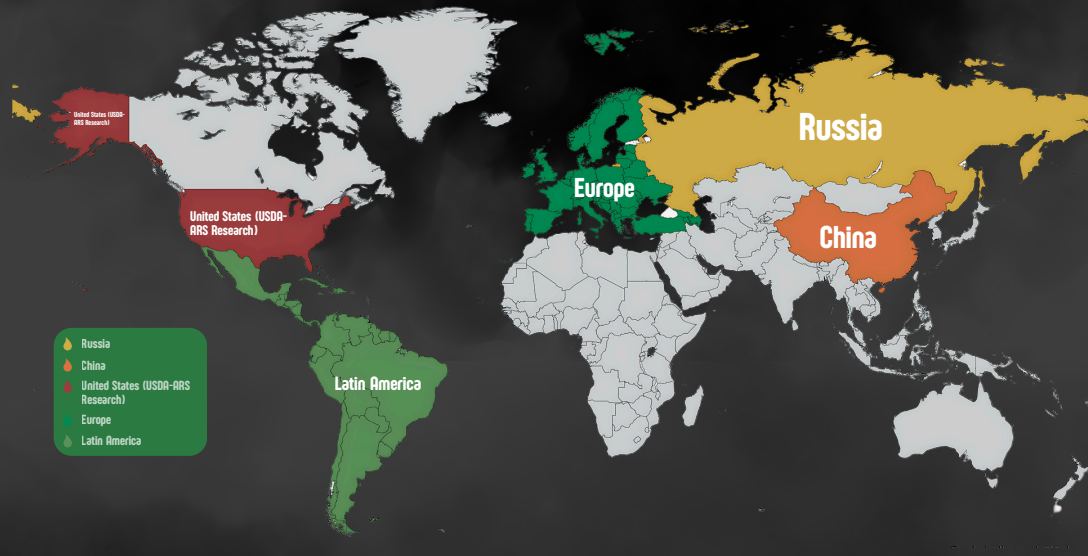 United States (USDA-
ARS Research)
Russia
Europe
United States (USDA-
ARS Research)
China
Latin America
Russia
China
United States (USDA-ARS
Research)
Europe
Latin America